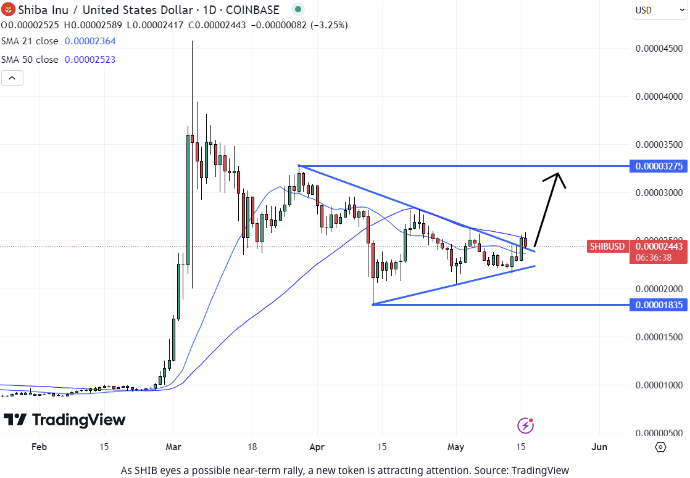 Shiba Inu / United States Dollar · 1D · COINBASE
USD
O0.00002525 H0.00002589 L0.00002417 C0.00002443 −0.00000082 (−3.25%)
SMA 21 close 0.00002364
SMA 50 close 0.00002523
0.00004500
0.00004000
0.00003500
0.00003275
0.00003000
0.00002500
SHIBUSD 0.00002443
06:36:38
0.00002000
0.00001835
0.00001500
0.00001000
0.00000500
TradingView
Feb Mar 18 Apr 15 May 15 Jun
As SHIB eyes a possible near-term rally, a new token is attracting attention. Source: TradingView